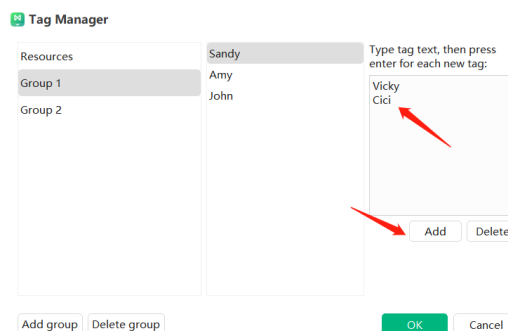 Tag Manager
Resources
Group 1
Group 2
Sandy
Amy
John
Type tag text, then press
enter for each new tag:
Vicky
Cici
Add
Delete
Add group
Delete group
OK
Cancel